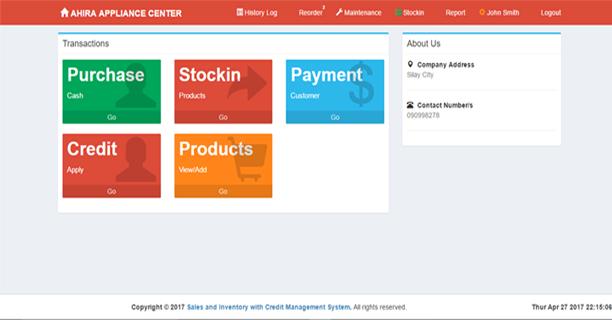 AHIRA APPLIANCE CENTER
History Log Reorder 2 Maintenance Stockin Report John Smith Logout
Transactions
Purchase
Cash
Go
Stockin
Products
Go
Payment
Customer
Go
Credit
Apply
Go
Products
View/Add
Go
About Us
Company Address
Silay City
Contact Number/s
090998278
Copyright © 2017 Sales and Inventory with Credit Management System. All rights reserved. Thur Apr 27 2017 22:15:06